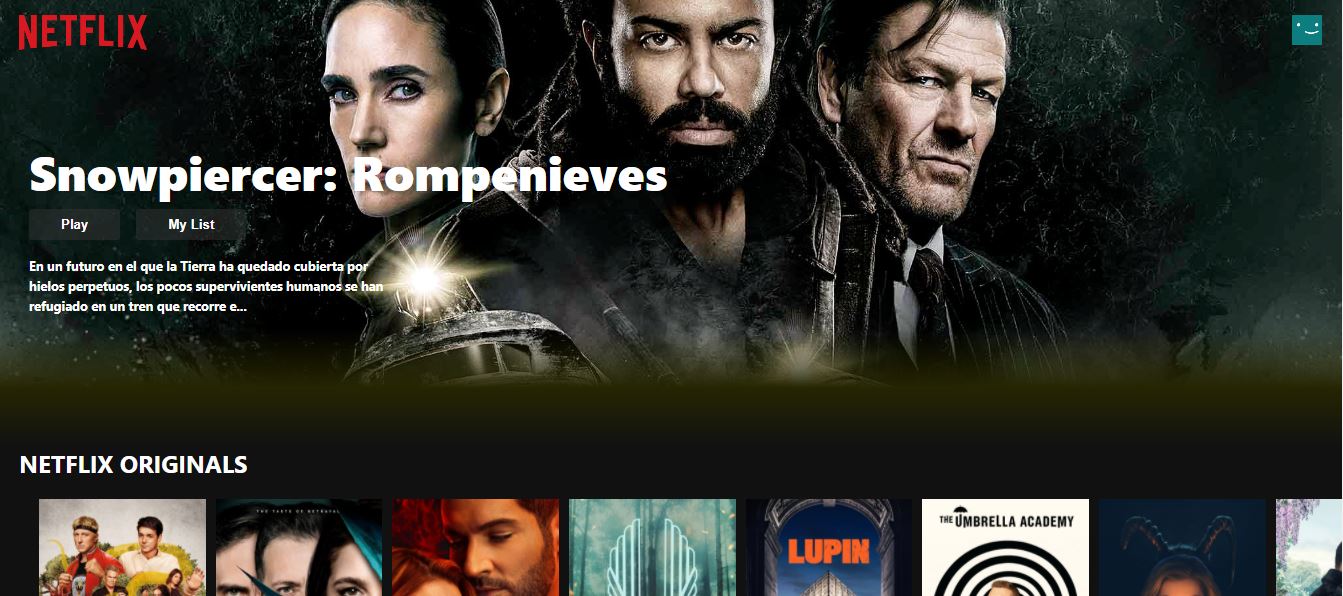 NETFLIX
Snowpiercer: Rompenieves
Play
My List
En un futuro en el que la Tierra ha quedado cubierta por
hielos perpetuos, los pocos supervivientes humanos se han
refugiado en un tren que recorre e...
NETFLIX ORIGINALS
THE TASTE OF BETRAYAL
LUPIN
THE UMBRELLA ACADEMY